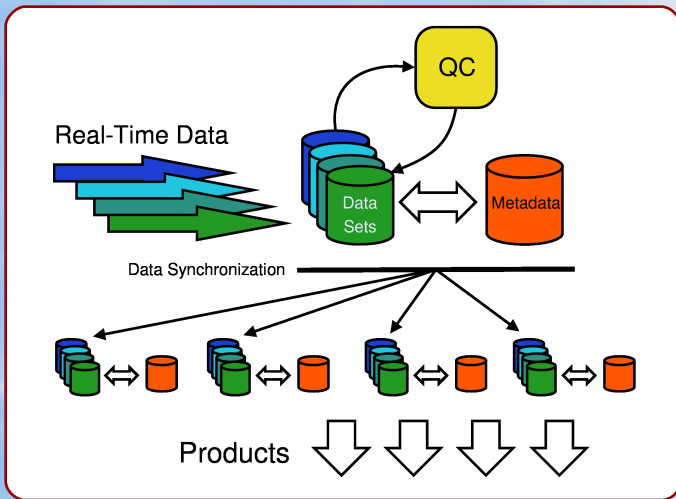 QC
Real-Time Data
Data
Sets
Metadata
Data Synchronization
Products